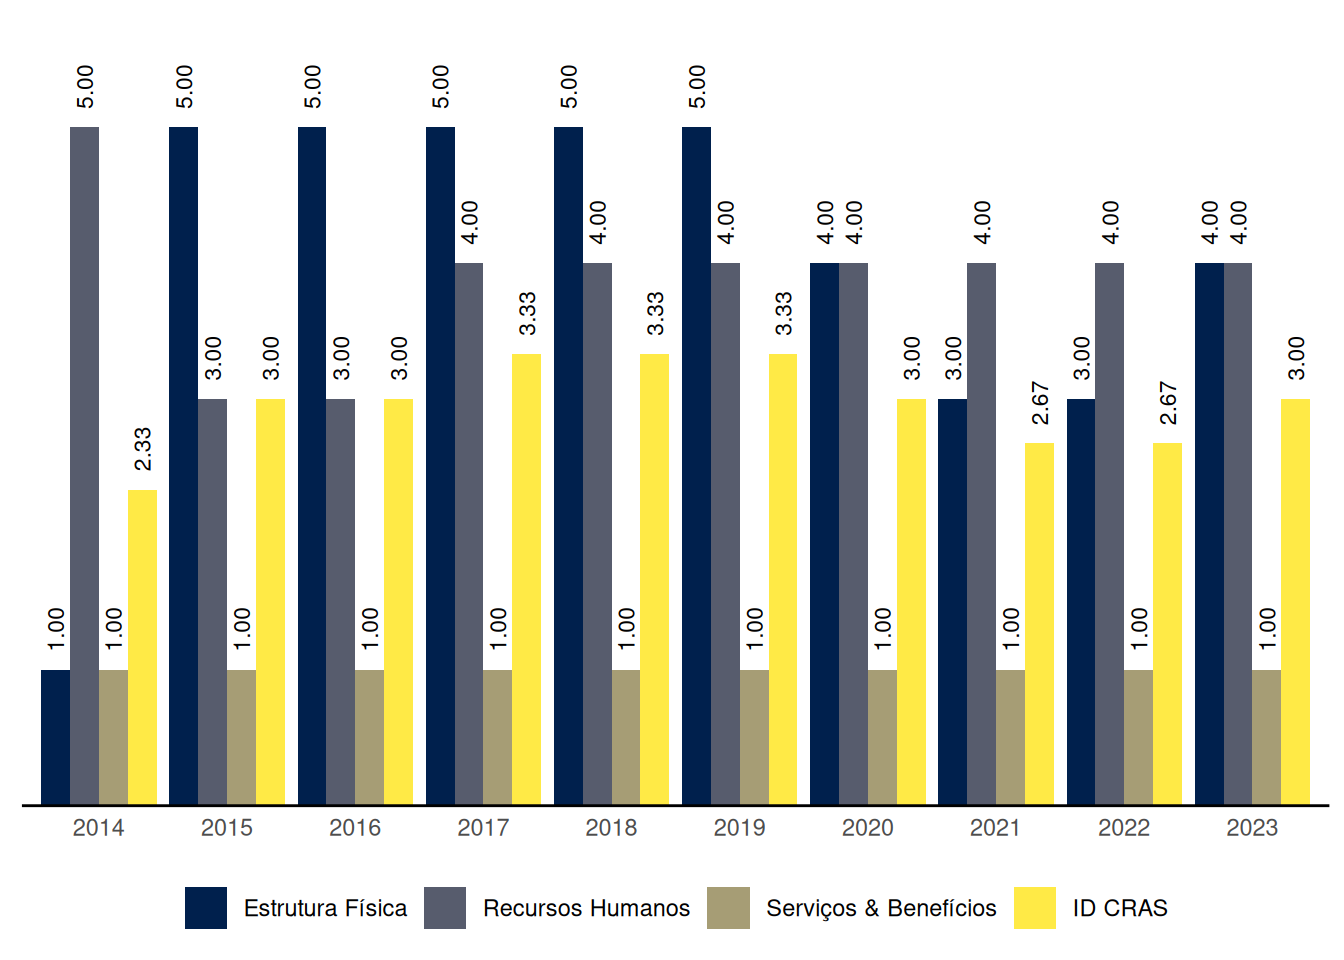 5.00 5.00 5.00 5.00 5.00 5.00
4.00 4.00 4.00 4.00 4.00 4.00 4.00 4.00 4.00
3.33 3.33 3.33
3.00 3.00 3.00 3.00 3.00 3.00 3.00 3.00
2.67 2.67
2.33
1.00 1.00 1.00 1.00 1.00 1.00 1.00 1.00 1.00 1.00 1.00
2014 2015 2016 2017 2018 2019 2020 2021 2022 2023
Estrutura Física Recursos Humanos Serviços & Benefícios ID CRAS